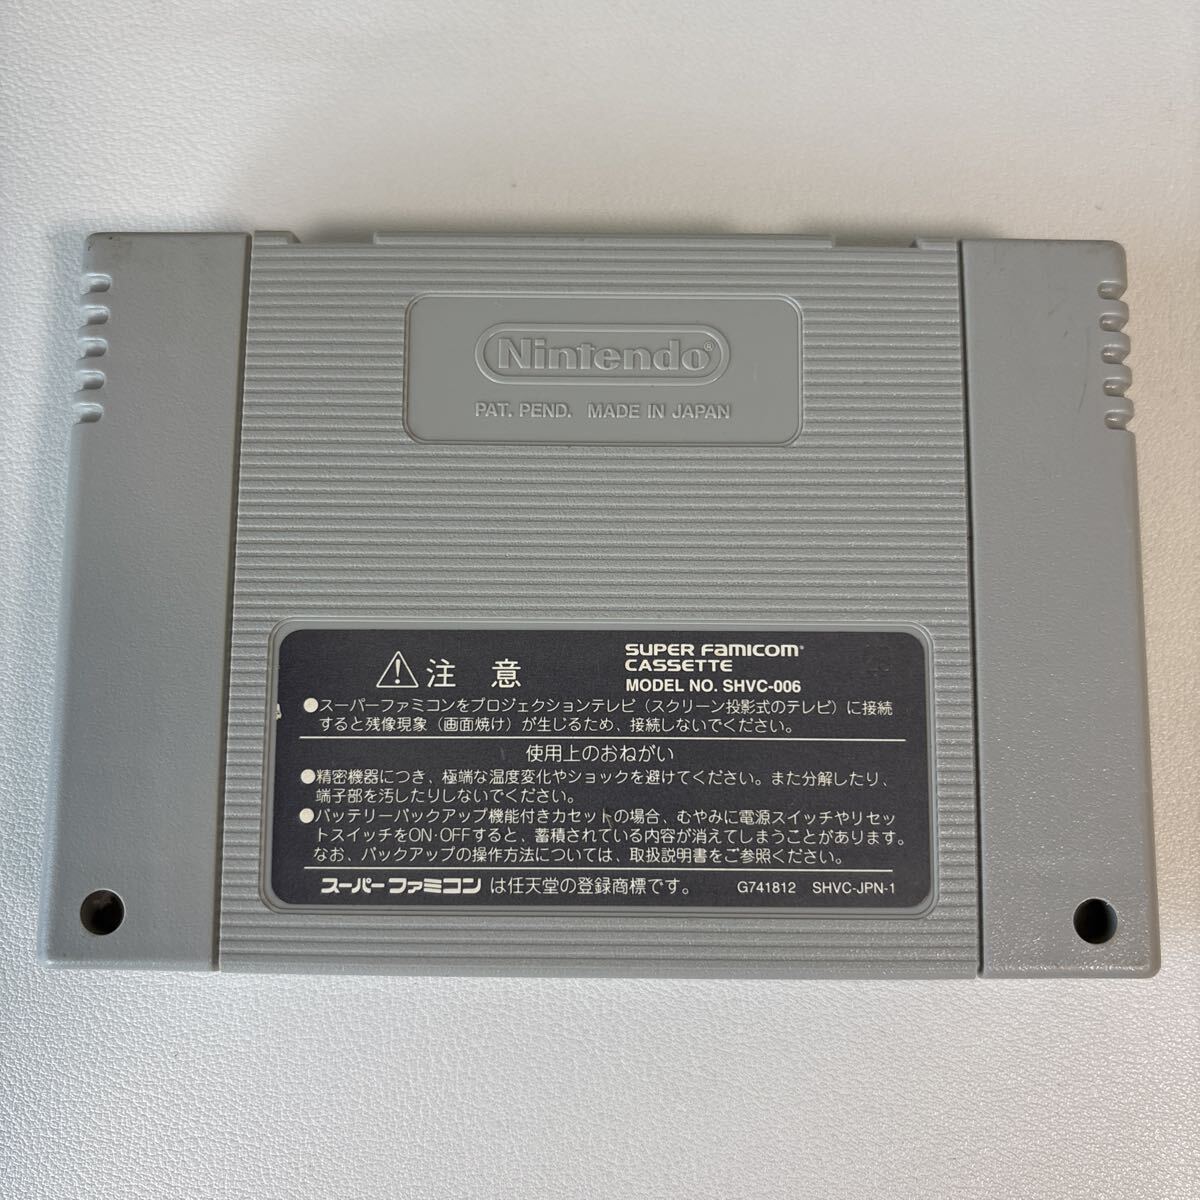 Nintendo®
PAT. PEND. MADE IN JAPAN
SUPER FAMICOM
CASSETTE
MODEL NO. SHVC-006
注意
●スーパーファミコンをプロジェクションテレビ（スクリーン投影式のテレビ）に接続
すると残像現象（画面焼け）が生じるため、接続しないでください。
使用上のおねがい
●精密機器につき、極端な温度変化やショックを避けてください。また分解したり、
端子部を汚したりしないでください。
●バッテリーバックアップ機能付きカセットの場合、むやみに電源スイッチやリセッ
トスイッチをON·OFFすると、蓄積されている内容が消えてしまうことがあります。
なお、バックアップの操作方法については、取扱説明書をご参照ください。
スーパーファミコンは任天堂の登録商標です。 G741812 SHVC-JPN-1